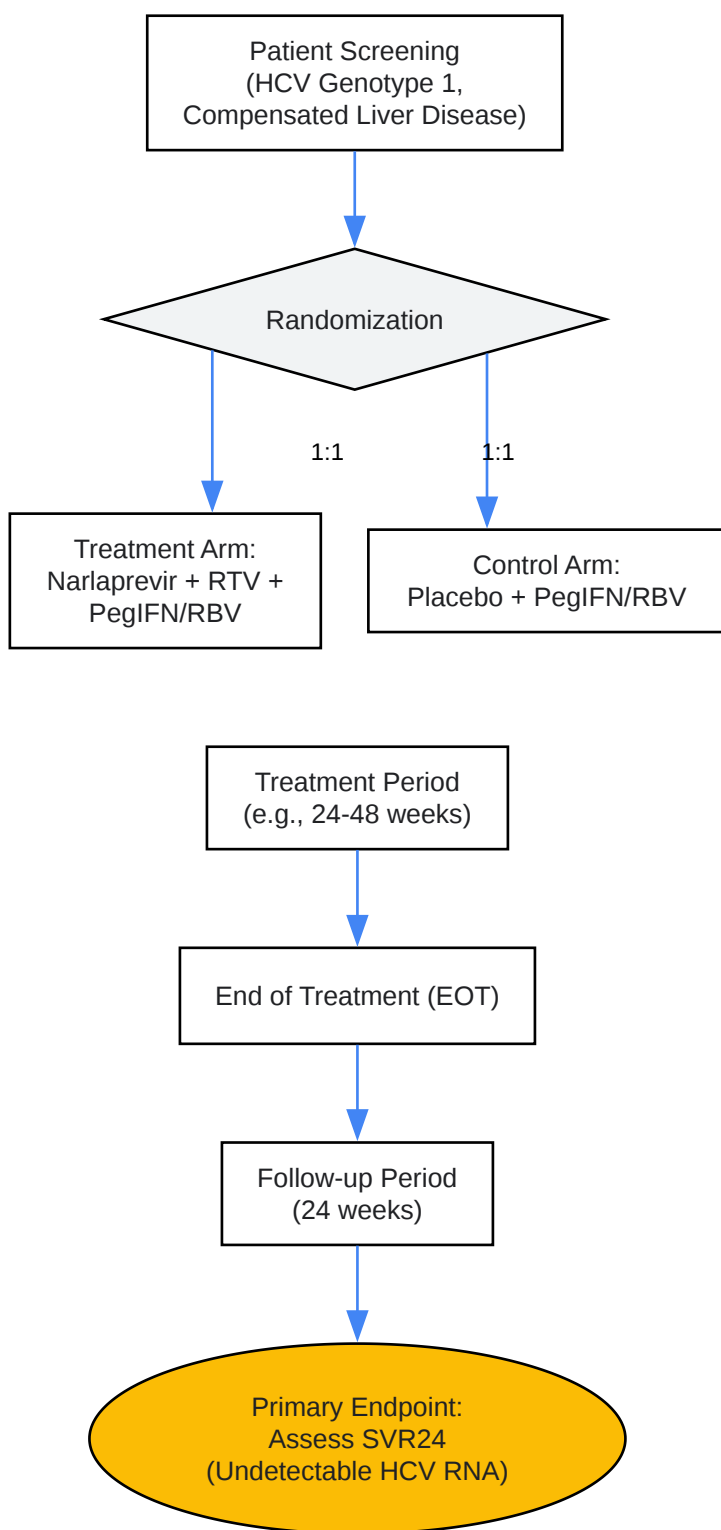 Patient Screening
(HCV Genotype 1,
Compensated Liver Disease)
Randomization
1:1
1:1
Treatment Arm:
Narlaprevir + RTV +
PegIFN/RBV
Control Arm:
Placebo + PegIFN/RBV
Treatment Period
(e.g., 24-48 weeks)
End of Treatment (EOT)
Follow-up Period
(24 weeks)
Primary Endpoint:
Assess SVR24
(Undetectable HCV RNA)